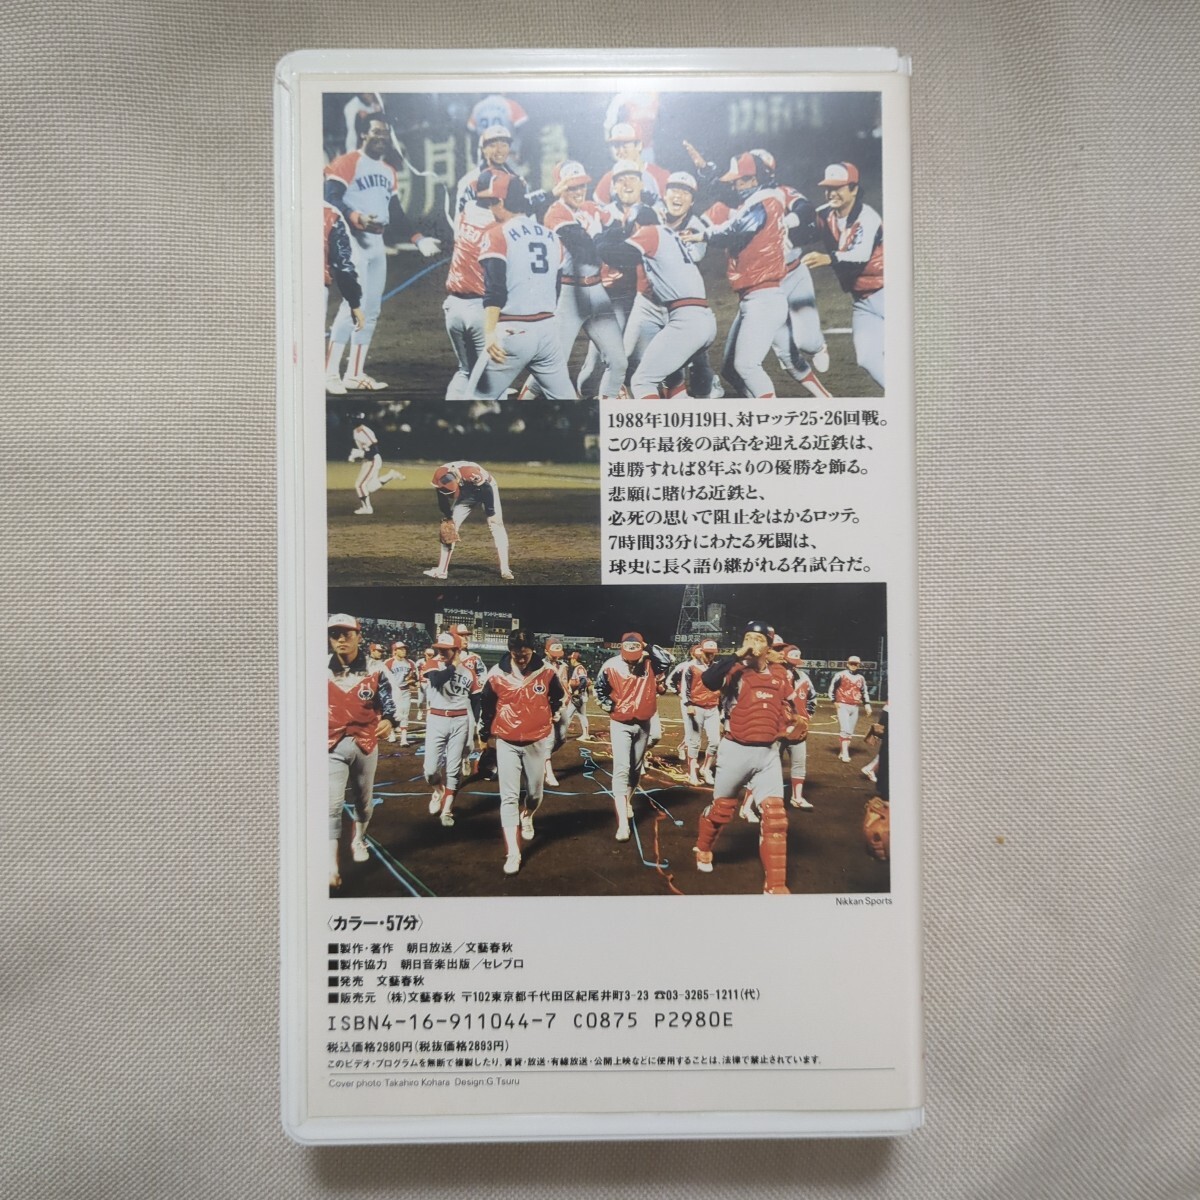 KINTETSU
HADA
3
1988年10月19日、対ロッテ25・26回戦。
この年最後の試合を迎える近鉄は、
連勝すれば8年ぶりの優勝を飾る。
悲願に賭ける近鉄と、
必死の思いで阻止をはかるロッテ。
7時間33分にわたる死闘は、
球史に長く語り継がれる名試合だ。
Nikkan Sports
〈カラー・57分〉
■製作・著作 朝日放送／文藝春秋
■製作協力 朝日音楽出版／セレブロ
■発売 文藝春秋
■販売元 (株)文藝春秋 〒102東京都千代田区紀尾井町3-23 ☎03-3265-1211(代)
ISBN4-16-911044-7 C0875 P2980E
税込価格2980円(税抜価格2893円)
このビデオ・プログラムを無断で複製したり、賃貸・放送・有線放送・公開上映などに使用することは、法律で禁止されています。
Cover photo Takahiro Kohara Design G.Tsuru